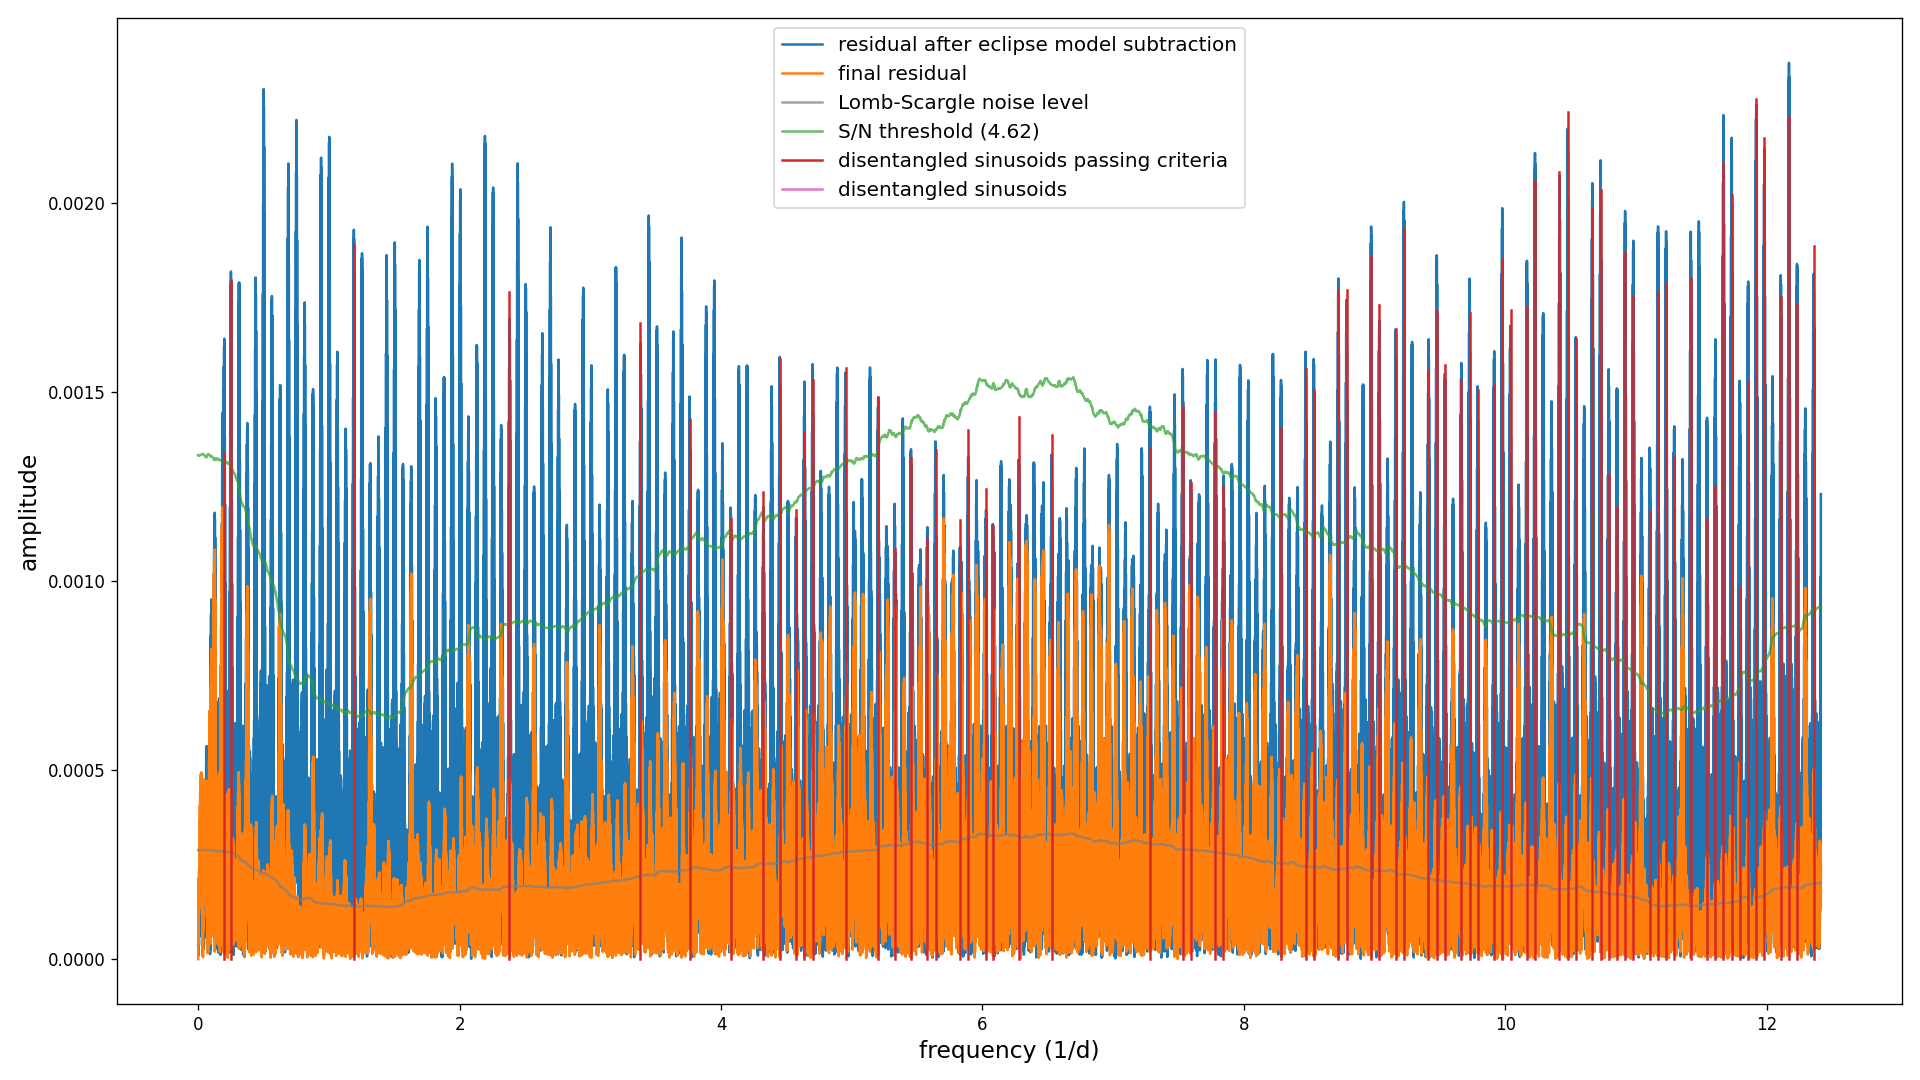 residual after eclipse model subtraction
final residual
Lomb-Scargle noise level
S/N threshold (4.62)
disentangled sinusoids passing criteria
disentangled sinusoids
amplitude
0.0020
0.0015
0.0010
0.0005
0.0000
0 2 4 6 8 10 12
frequency (1/d)